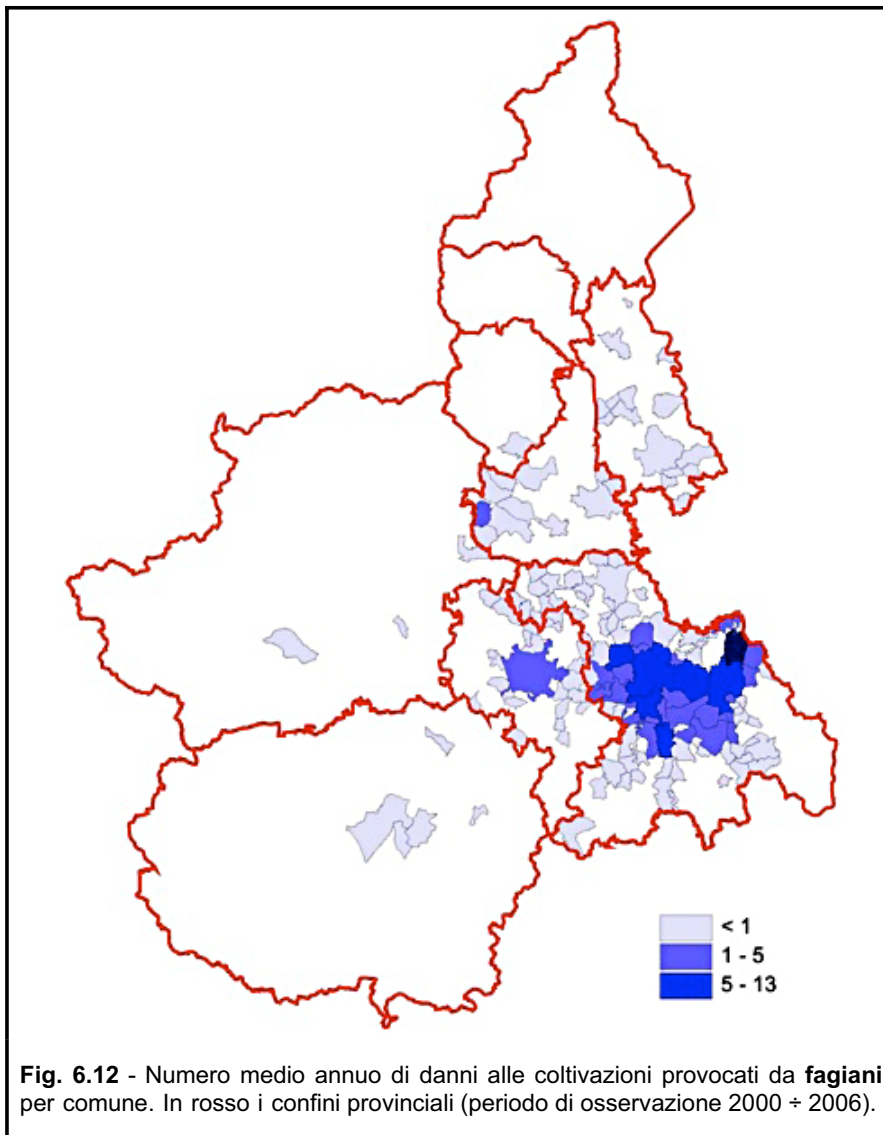 < 1
1 - 5
5 - 13
Fig. 6.12 - Numero medio annuo di danni alle coltivazioni provocati da fagiani
per comune. In rosso i confini provinciali (periodo di osservazione 2000 ÷ 2006).